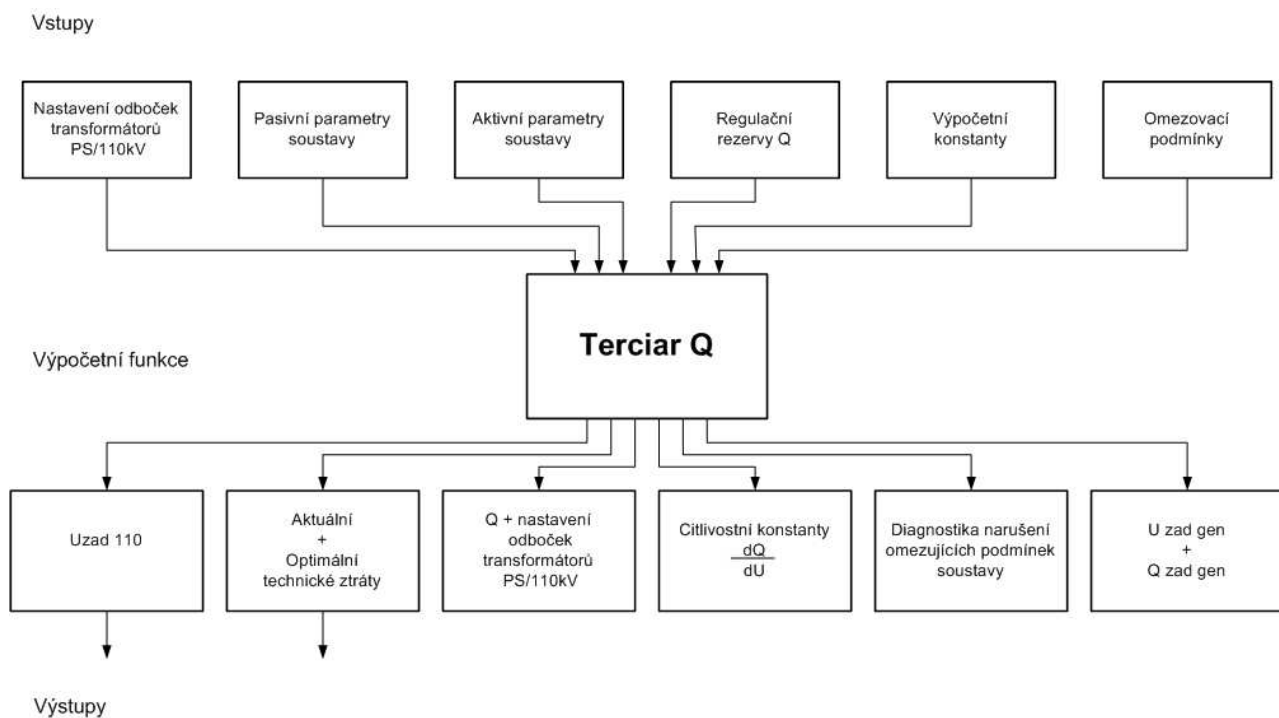 Vstupy
Nastavení odboček
transformátorů
PS/110kV
Pasivní parametry
soustavy
Aktivní parametry
soustavy
Regulační
rezervy Q
Výpočetní
konstanty
Omezovací
podmínky
Terciar Q
Výpočetní funkce
Uzad 110
Aktuální
+
Optimální
technické ztráty
Q + nastavení
odboček
transformátorů
PS/110kV
Citlivostní konstanty
dQ
dU
Diagnostika narušení
omezujících podmínek
soustavy
U zad gen
+
Q zad gen
Výstupy